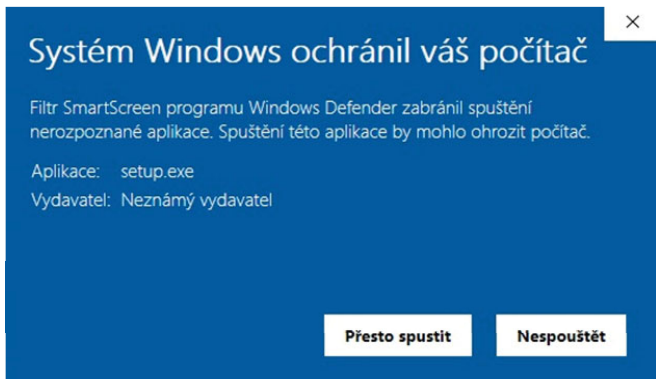 Systém Windows ochránil váš počítač
Filtr SmartScreen programu Windows Defender zabránil spuštění
nerozpoznané aplikace. Spuštění této aplikace by mohlo ohrozit počítač.
Aplikace: setup.exe
Vydavatel: Neznámý vydavatel
Přesto spustit Nespouštět